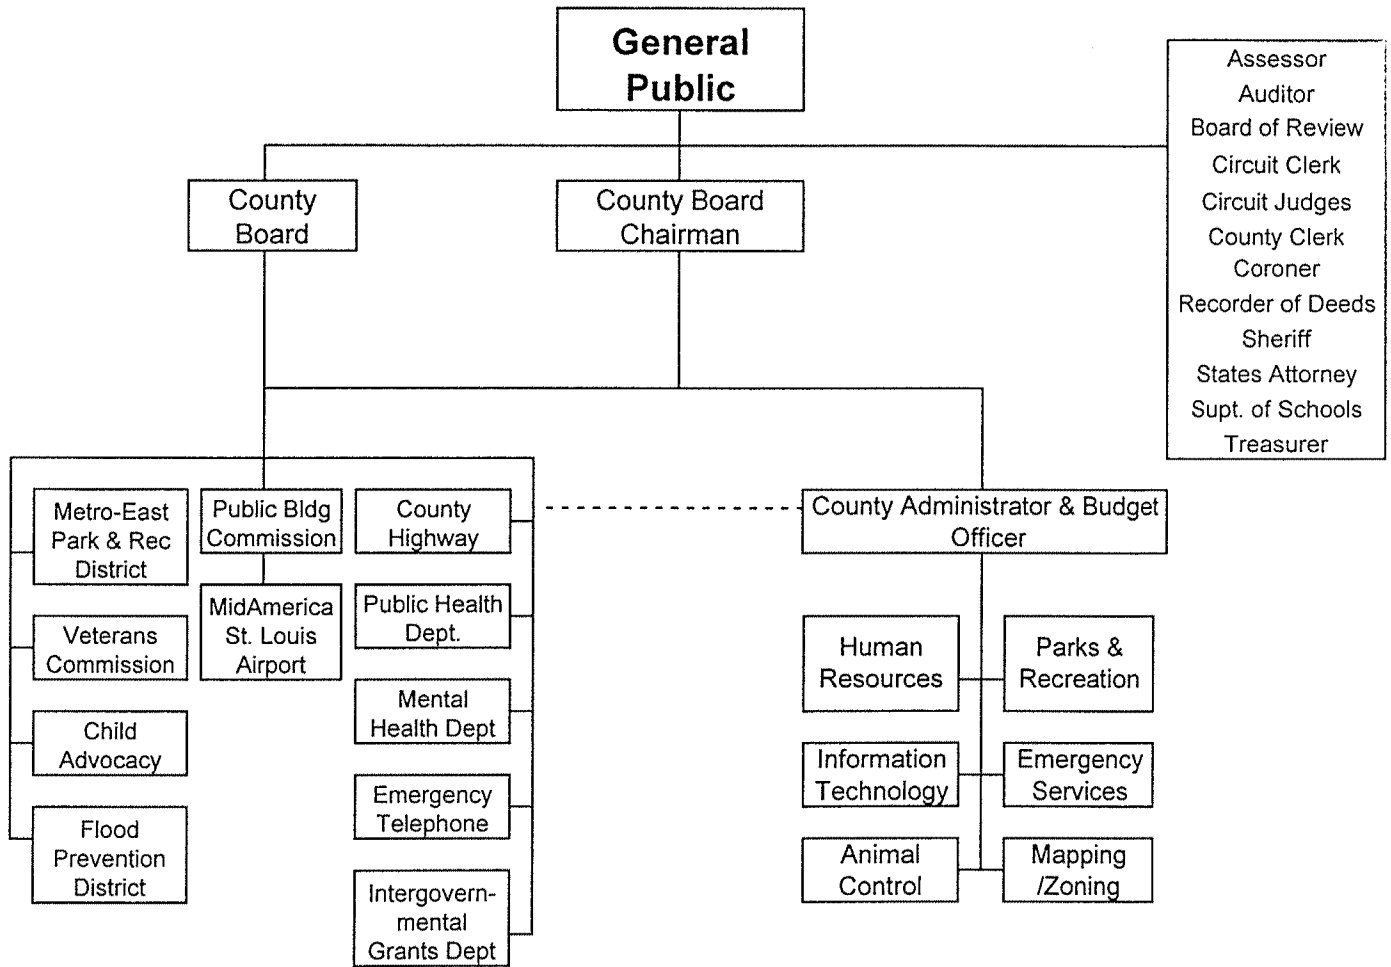 General
Public
Assessor
Auditor
Board of Review
Circuit Clerk
Circuit Judges
County Clerk
Coroner
Recorder of Deeds
Sheriff
States Attorney
Supt. of Schools
Treasurer
County
Board
County Board
Chairman
Metro-East
Park & Rec
District
Public Bldg
Commission
County
Highway
County Administrator & Budget
Officer
Veterans
Commission
MidAmerica
St. Louis
Airport
Public Health
Dept.
Human
Resources
Parks &
Recreation
Child
Advocacy
Mental
Health Dept
Information
Technology
Emergency
Services
Flood
Prevention
District
Emergency
Telephone
Animal
Control
Mapping
/Zoning
Intergovern-
mental
Grants Dept